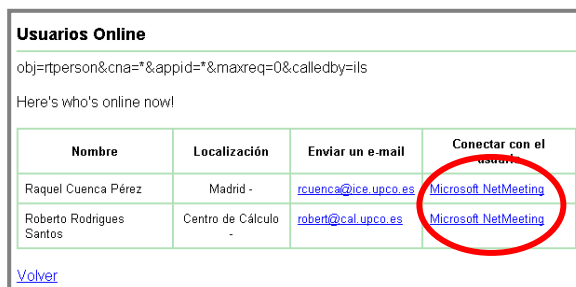 Usuarios Online
obj=rtperson&cna=*&appid=*&maxreq=0&calledby=ils
Here's who's online now!
Nombre Localización Enviar un e-mail Conectar con el usuario
Raquel Cuenca Pérez Madrid - rcuenca@ice.upco.es Microsoft NetMeeting
Roberto Rodrigues Santos Centro de Cálculo - robert@cal.upco.es Microsoft NetMeeting
Volver